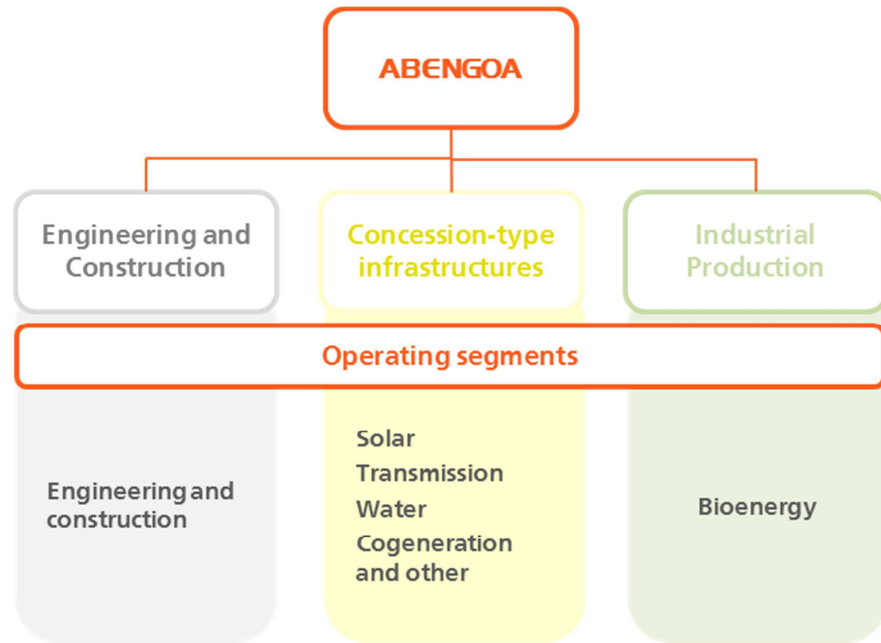 ABENGOA
Engineering and
Construction
Concession-type
infrastructures
Industrial
Production
Operating segments
Engineering and
construction
Solar
Transmission
Water
Cogeneration
and other
Bioenergy